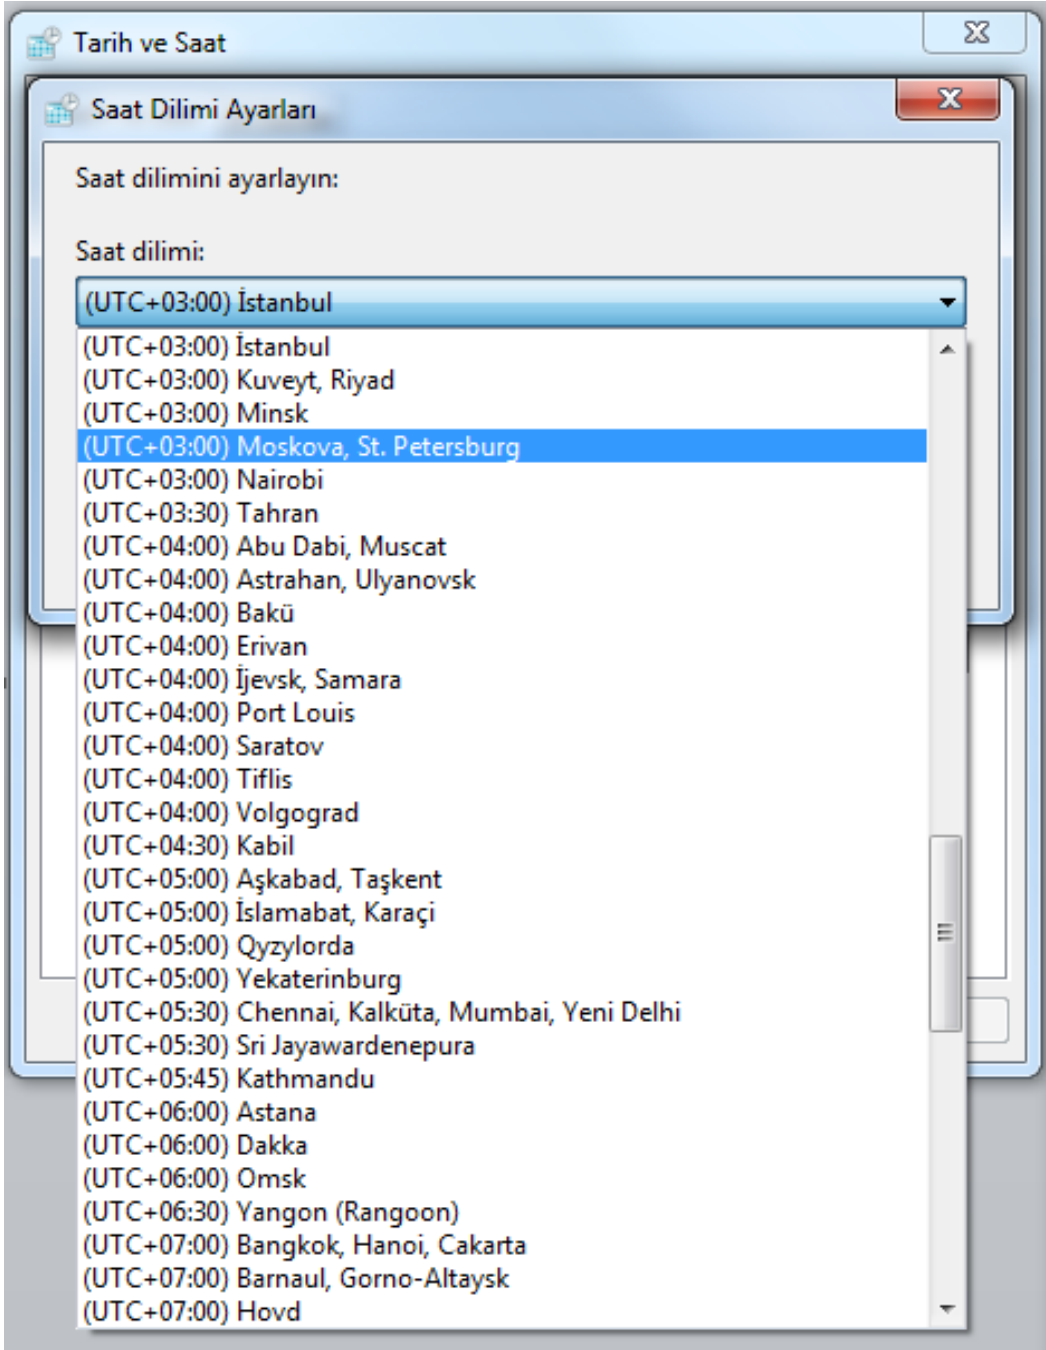 Tarih ve Saat
Saat Dilimi Ayarları
Saat dilimini ayarlayın:
Saat dilimi:
(UTC+03:00) İstanbul
(UTC+03:00) İstanbul
(UTC+03:00) Kuveyt, Riyad
(UTC+03:00) Minsk
(UTC+03:00) Moskova, St. Petersburg
(UTC+03:00) Nairobi
(UTC+03:30) Tahran
(UTC+04:00) Abu Dabi, Muscat
(UTC+04:00) Astrahan, Ulyanovsk
(UTC+04:00) Bakü
(UTC+04:00) Erivan
(UTC+04:00) İjevsk, Samara
(UTC+04:00) Port Louis
(UTC+04:00) Saratov
(UTC+04:00) Tiflis
(UTC+04:00) Volgograd
(UTC+04:30) Kabil
(UTC+05:00) Aşkabad, Taşkent
(UTC+05:00) İslamabat, Karaçi
(UTC+05:00) Qyzylorda
(UTC+05:00) Yekaterinburg
(UTC+05:30) Chennai, Kalküta, Mumbai, Yeni Delhi
(UTC+05:30) Sri Jayawardenepura
(UTC+05:45) Kathmandu
(UTC+06:00) Astana
(UTC+06:00) Dakka
(UTC+06:00) Omsk
(UTC+06:30) Yangon (Rangoon)
(UTC+07:00) Bangkok, Hanoi, Cakarta
(UTC+07:00) Barnaul, Gorno-Altaysk
(UTC+07:00) Hovd